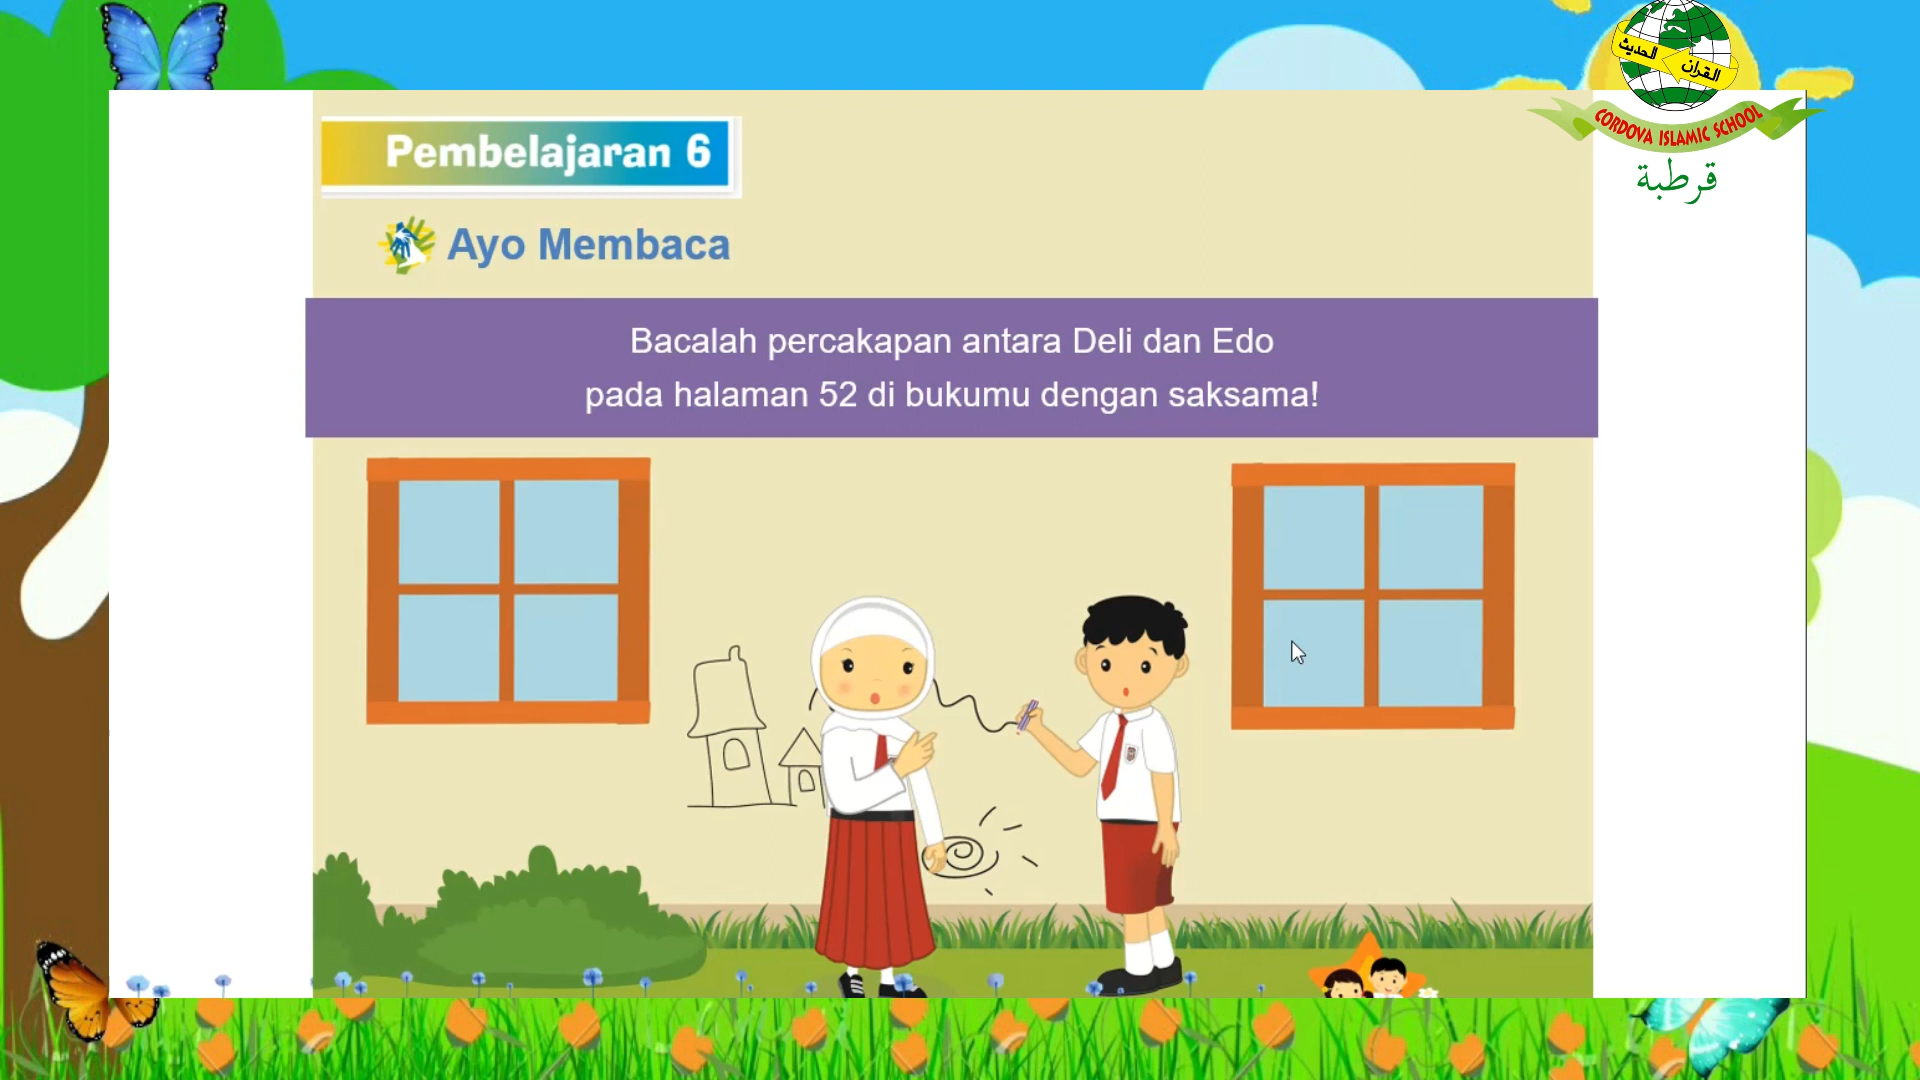 الحديث
القرآن
CORDOVA ISLAMIC SCHOOL
قرطبة
Pembelajaran 6
Ayo Membaca
Bacalah percakapan antara Deli dan Edo
pada halaman 52 di bukumu dengan saksama!